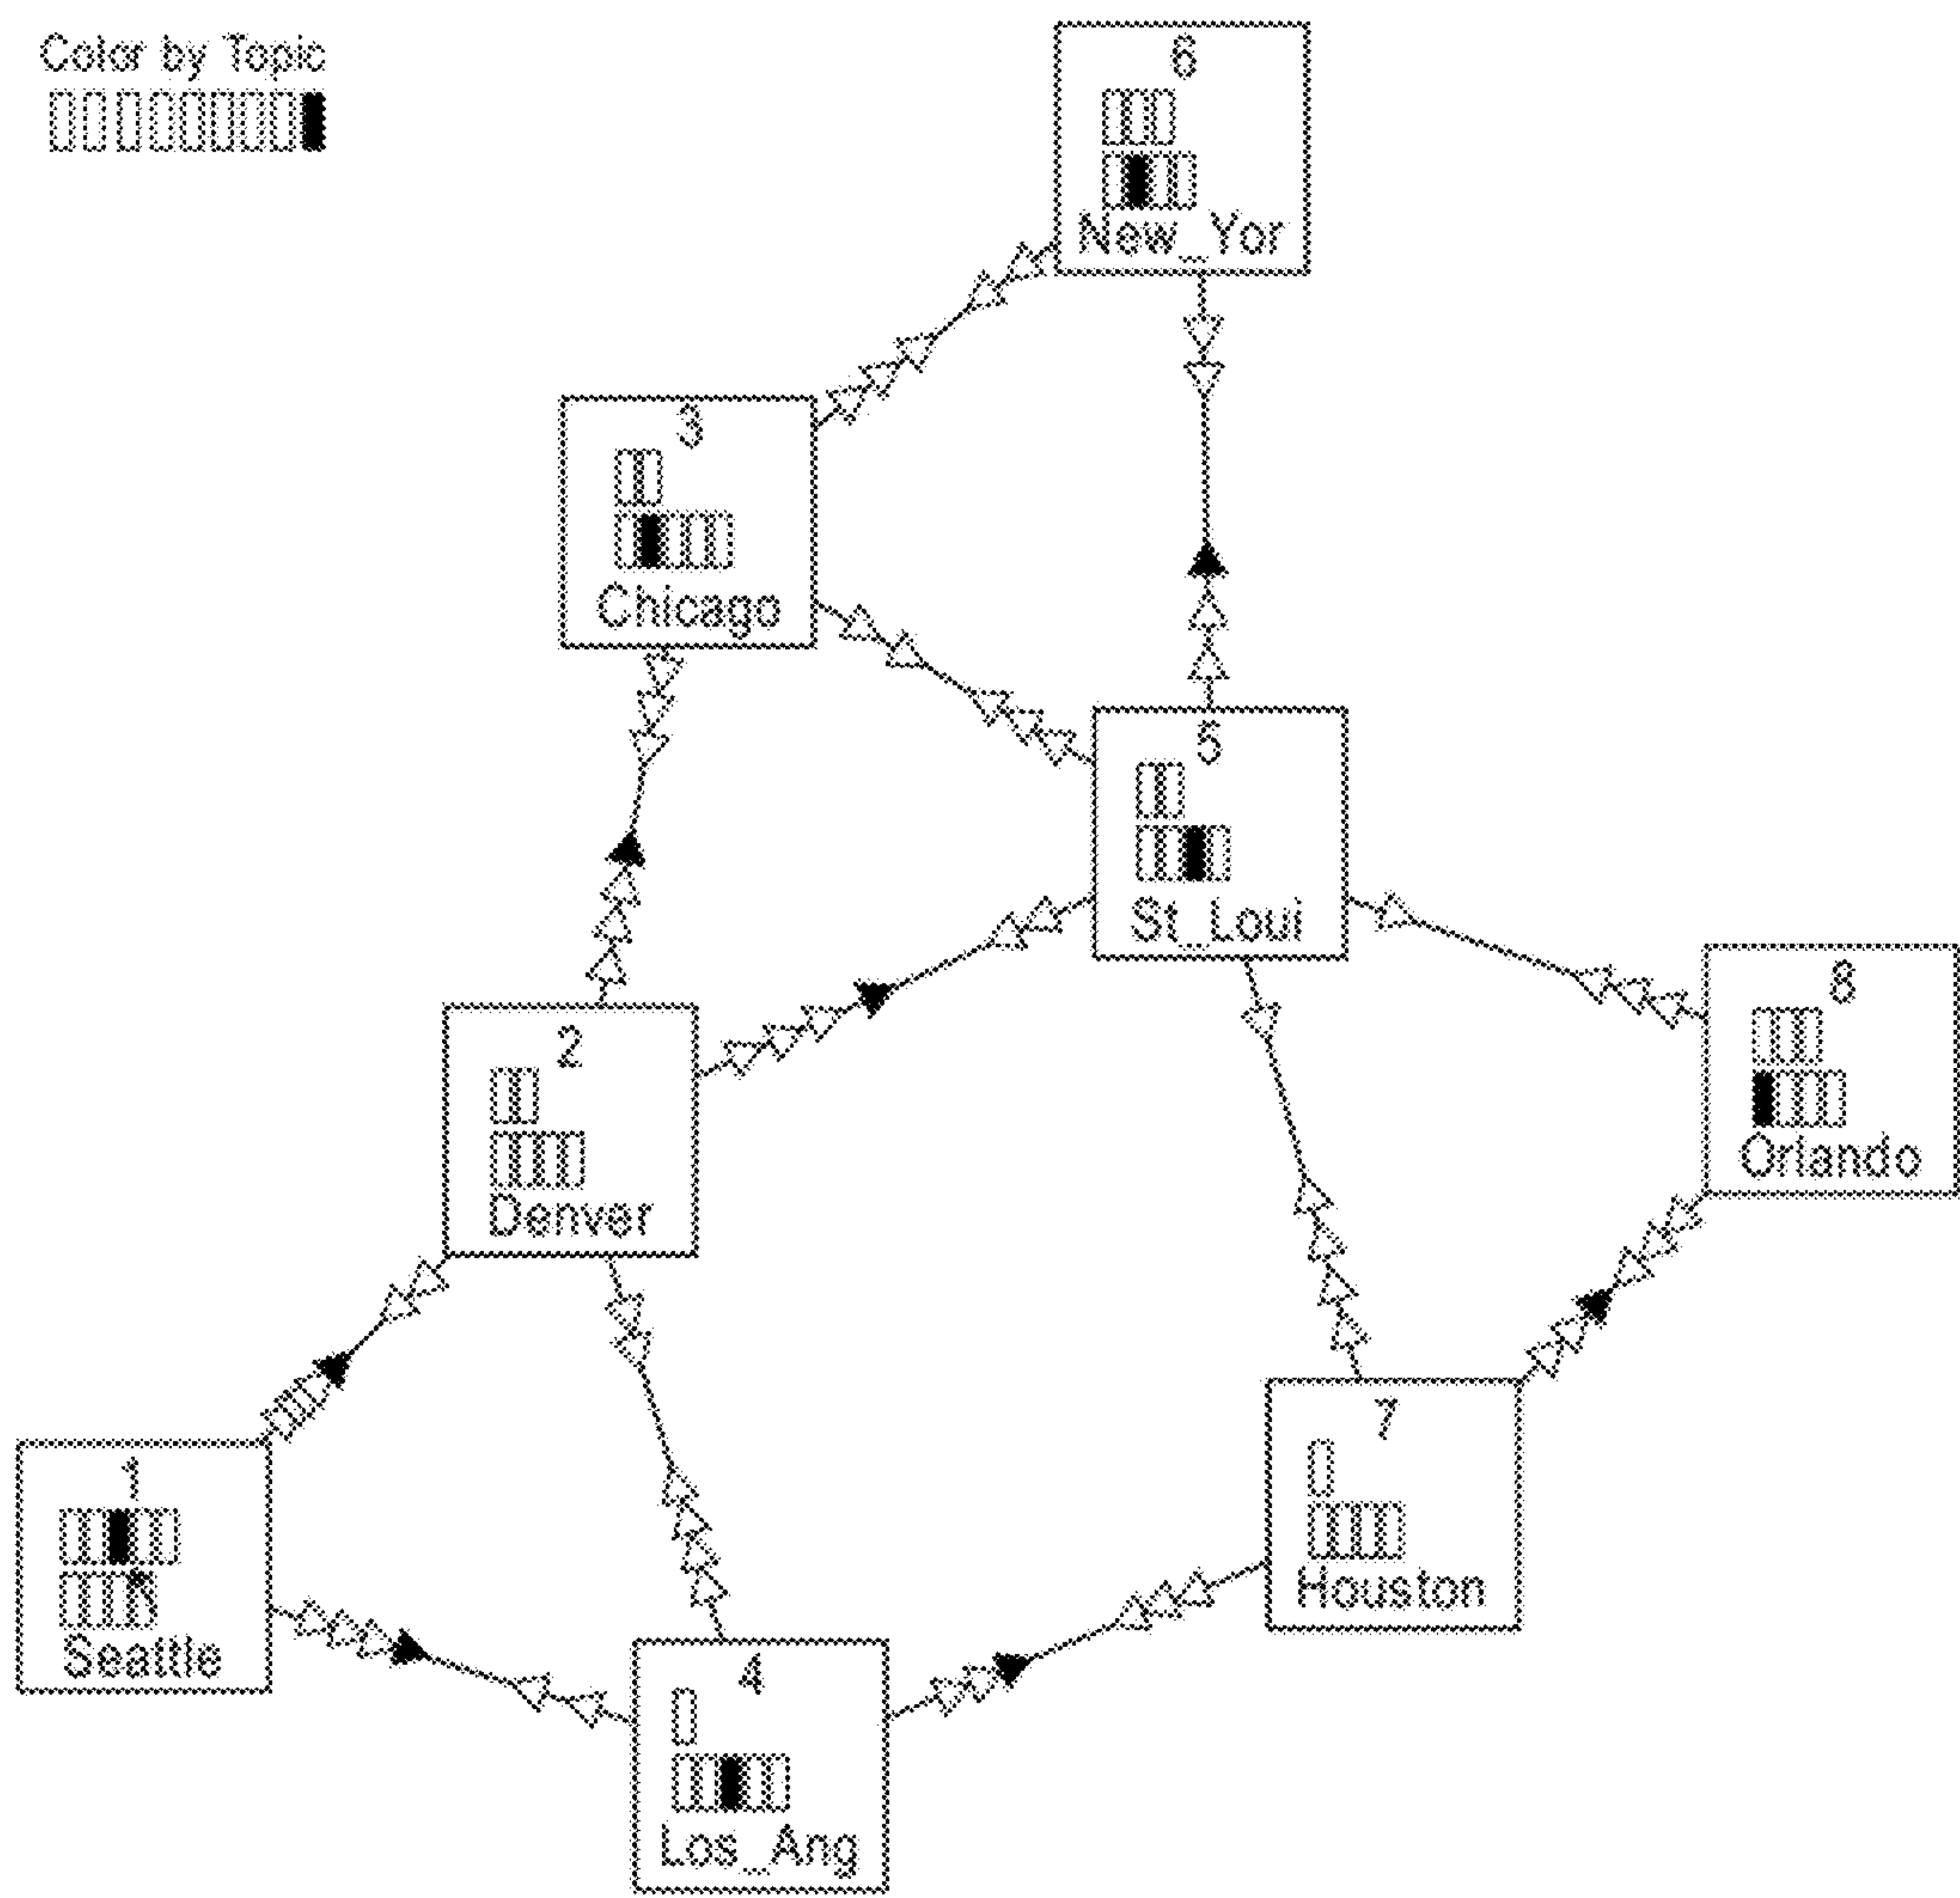 Color by Topic
6
New_Yor
3
Chicago
5
St_Loui
8
Orlando
2
Denver
7
Houston
1
Seattle
4
Los_Ang